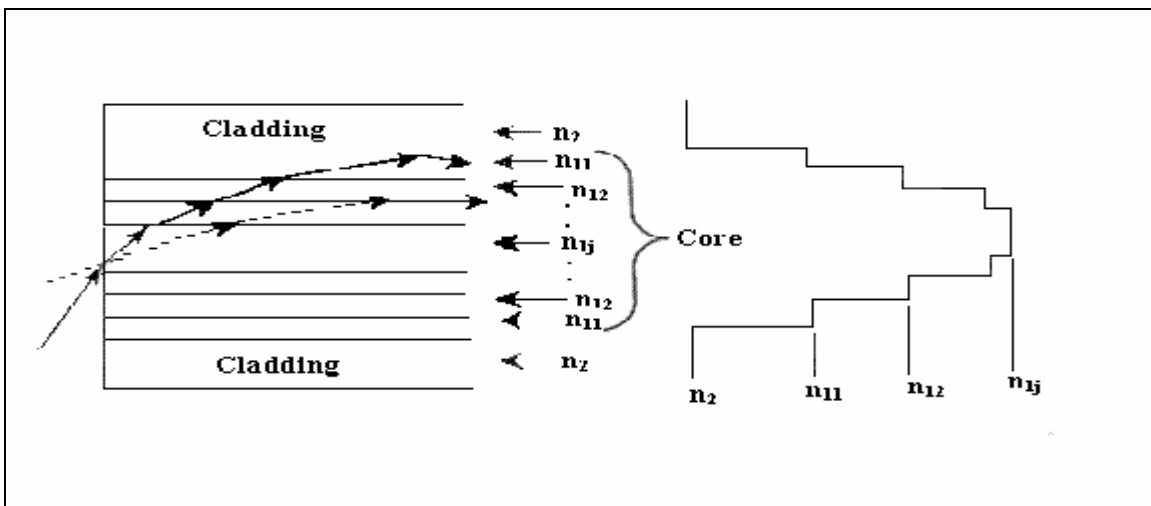 Cladding
n₂
n₁₁
n₁₂
n₁ⱼ
Core
n₁₂
n₁₁
n₂
Cladding
n₂
n₁₁
n₁₂
n₁ⱼ